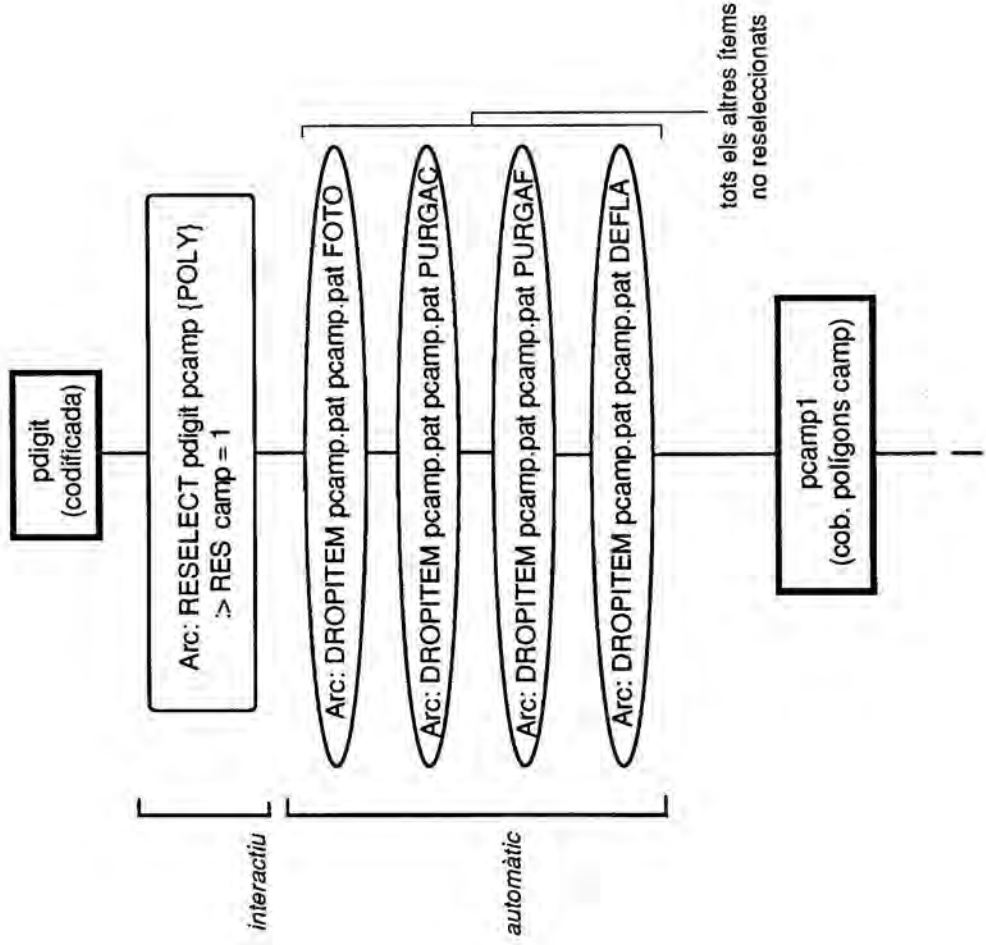 pdigit
(codificada)
Arc: RESELECT pdigit pcamp {POLY}
:> RES camp = 1
interactiu
Arc: DROPITEM pcamp.pat pcamp.pat FOTO
Arc: DROPITEM pcamp.pat pcamp.pat PURGAC
Arc: DROPITEM pcamp.pat pcamp.pat PURGAF
Arc: DROPITEM pcamp.pat pcamp.pat DEFLA
automàtic
tots els altres ítems
no reseleccionats
pcamp1
(cob. polígons camp)